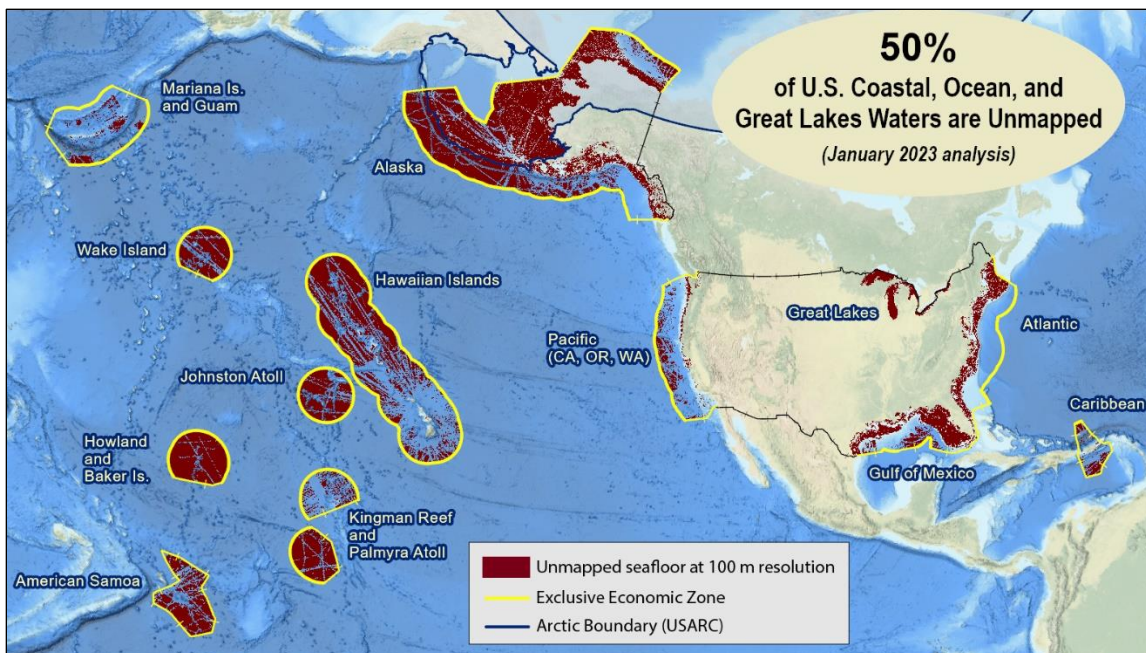 50%
of U.S. Coastal, Ocean, and
Great Lakes Waters are Unmapped
(January 2023 analysis)
Mariana Is.
and Guam
Alaska
Wake Island
Hawaiian Islands
Great Lakes
Atlantic
Pacific
(CA, OR, WA)
Johnston Atoll
Caribbean
Howland
and
Baker Is.
Gulf of Mexico
Kingman Reef
and
Palmyra Atoll
American Samoa
Unmapped seafloor at 100 m resolution
Exclusive Economic Zone
Arctic Boundary (USARC)